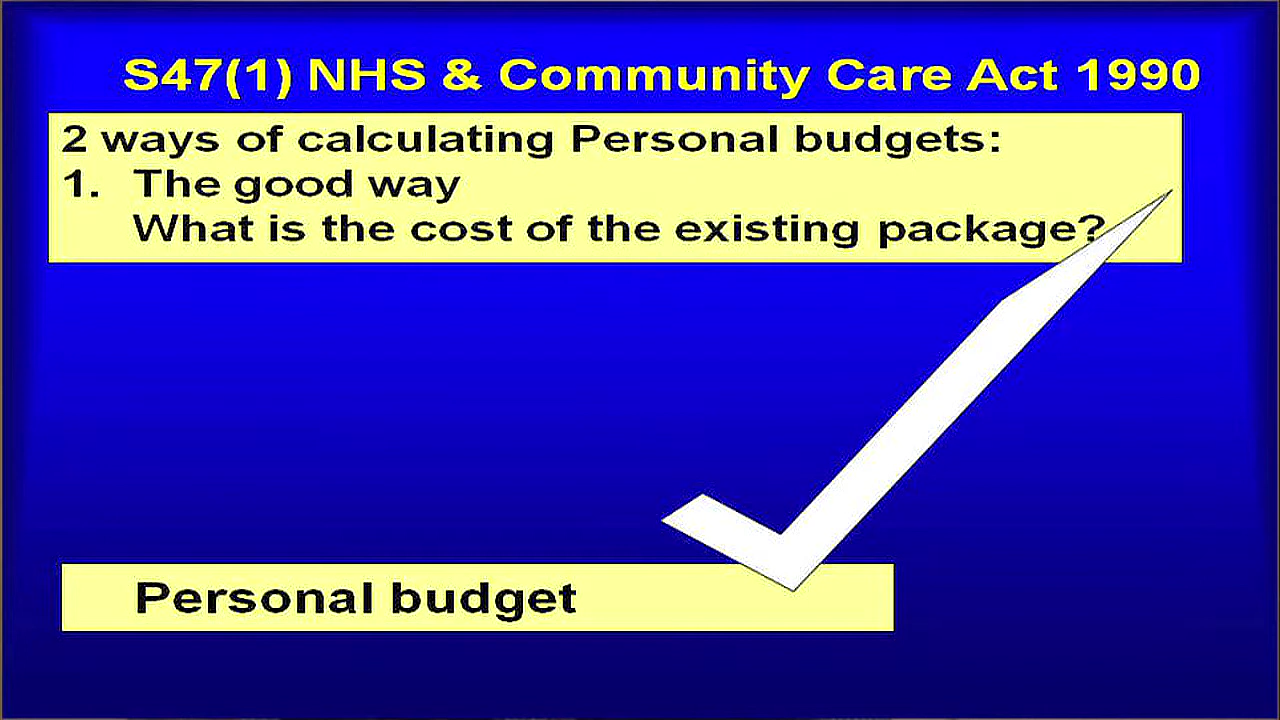 S47(1) NHS & Community Care Act 1990
2 ways of calculating Personal budgets:
1. The good way
What is the cost of the existing package?
Personal budget